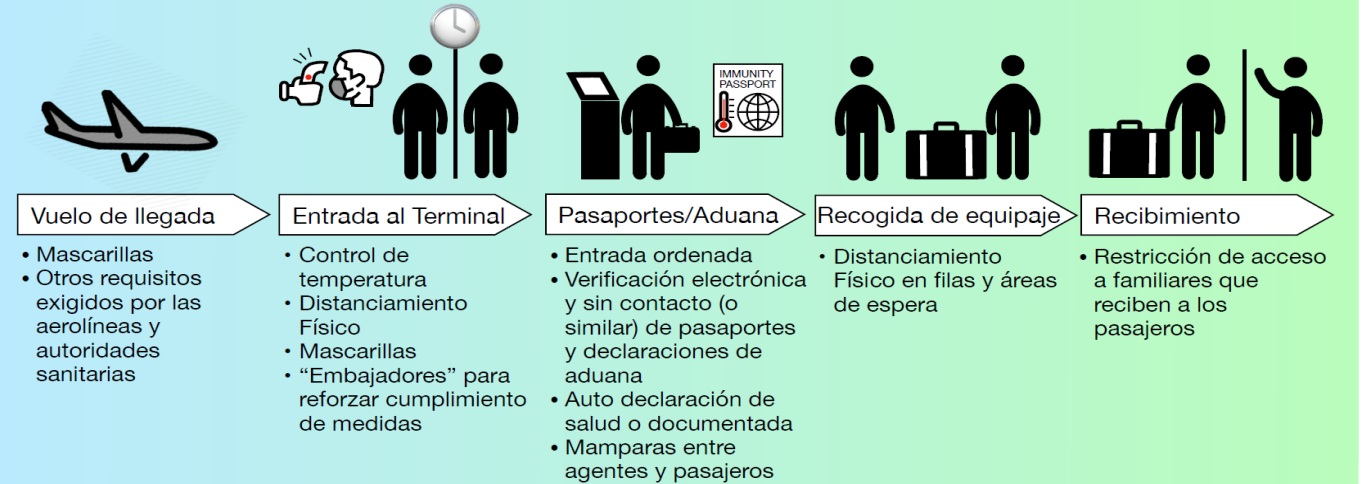 IMMUNITY
PASSPORT
Vuelo de llegada
• Mascarillas
• Otros requisitos
exigidos por las
aerolíneas y
autoridades
sanitarias
Entrada al Terminal
• Control de
temperatura
• Distanciamiento
Físico
• Mascarillas
• “Embajadores” para
reforzar cumplimiento
de medidas
Pasaportes/Aduana
• Entrada ordenada
• Verificación electrónica
y sin contacto (o
similar) de pasaportes
y declaraciones de
aduana
• Auto declaración de
salud o documentada
• Mamparas entre
agentes y pasajeros
Recogida de equipaje
• Distanciamiento
Físico en filas y áreas
de espera
Recibimiento
• Restricción de acceso
a familiares que
reciben a los
pasajeros